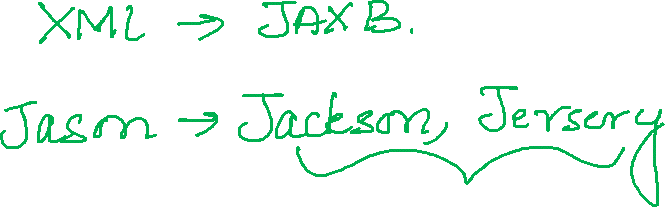 XML → JAXB.
Jason → Jackson, Jersery